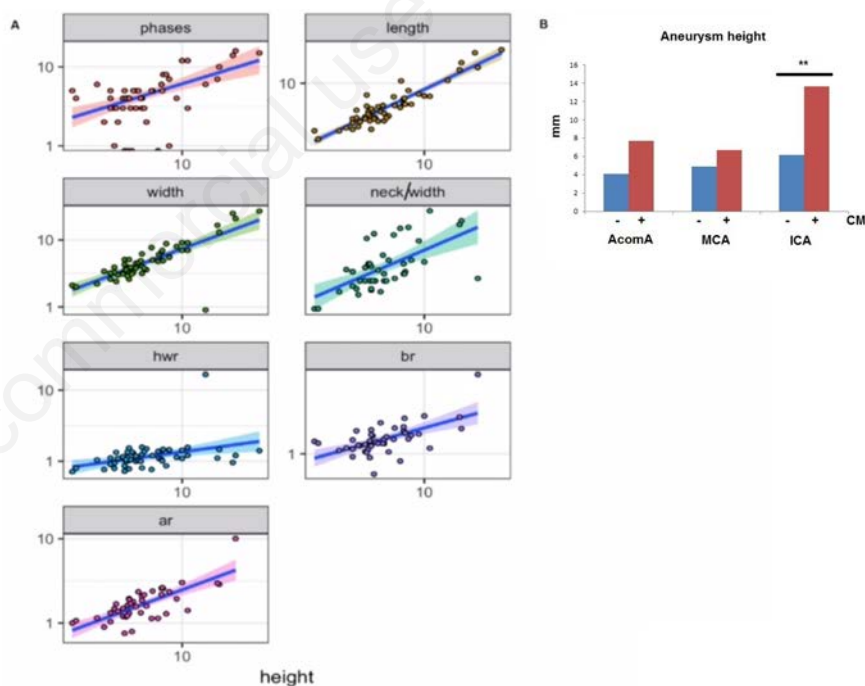 A
phases
10
1
10
length
10
10
width
10
1
10
neck/width
10
hwr
10
1
10
br
1
10
ar
10
1
10
height
B
Aneurysm height
**
mm
16
14
12
10
8
6
4
2
0
- + - + - + CM
AcomA MCA ICA
commercial use